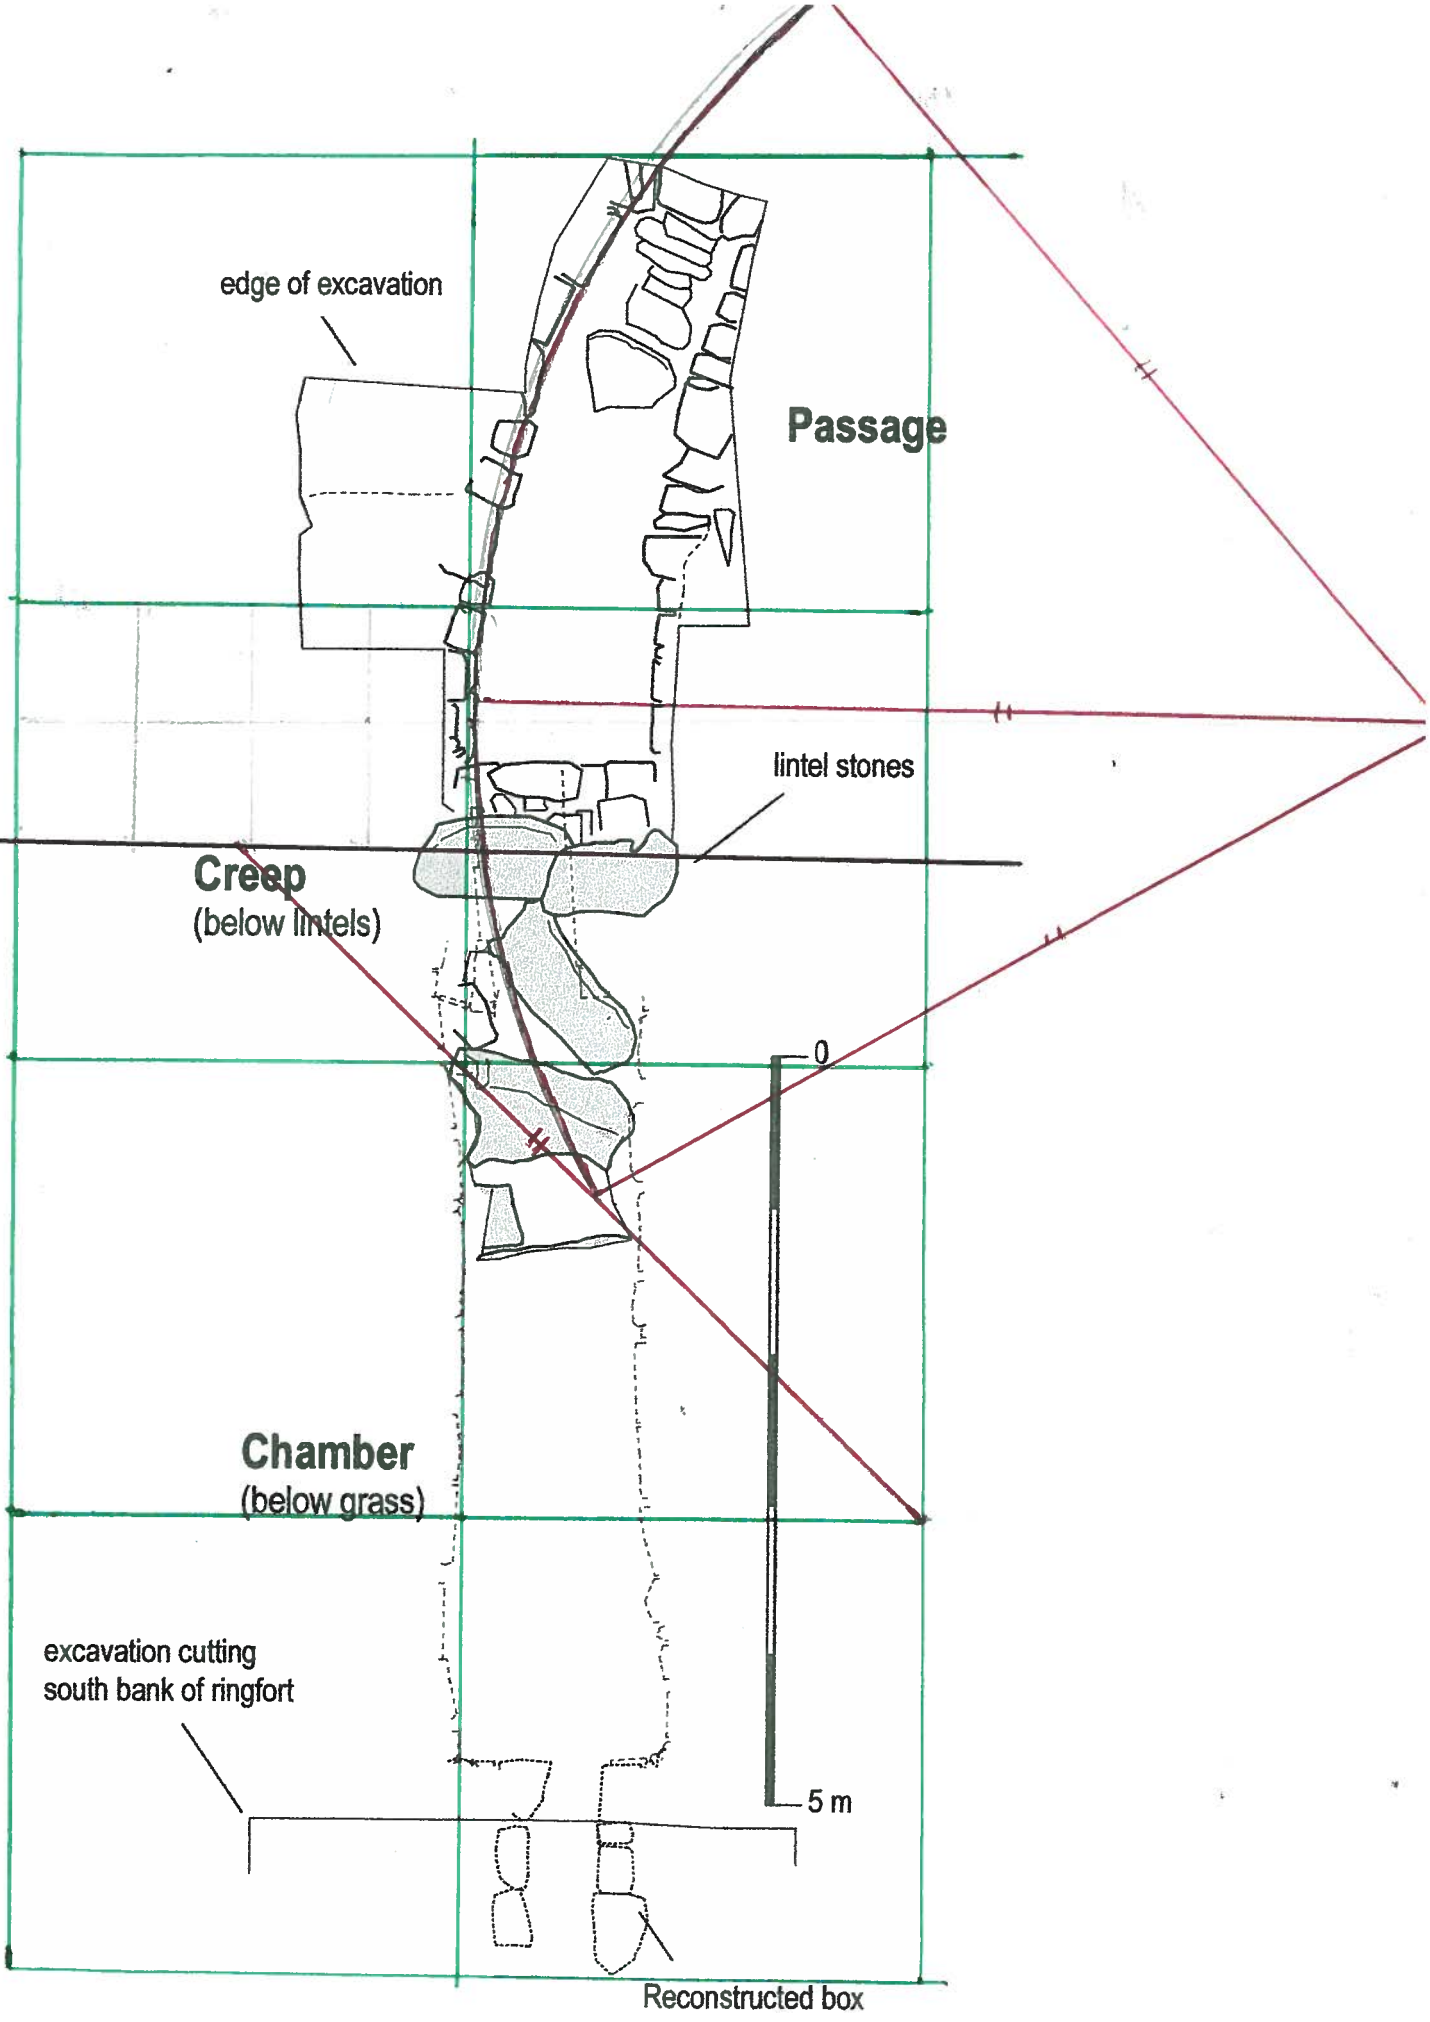 edge of excavation
Passage
lintel stones
Creep
(below lintels)
0
Chamber
(below grass)
excavation cutting
south bank of ringfort
5 m
Reconstructed box